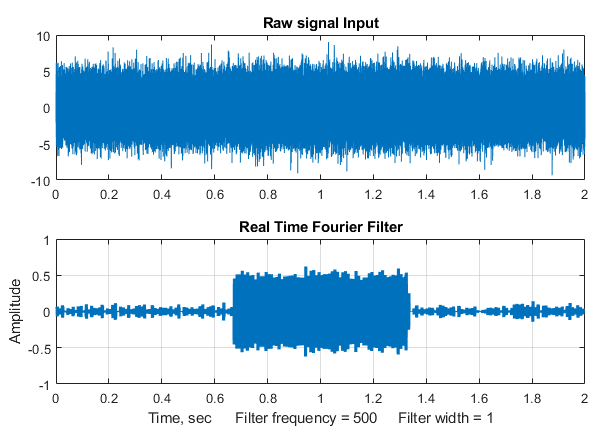 Raw signal Input
10
5
0
-5
-10
0 0.2 0.4 0.6 0.8 1 1.2 1.4 1.6 1.8 2
Real Time Fourier Filter
1
0.5
0
-0.5
-1
Amplitude
0 0.2 0.4 0.6 0.8 1 1.2 1.4 1.6 1.8 2
Time, sec Filter frequency = 500 Filter width = 1